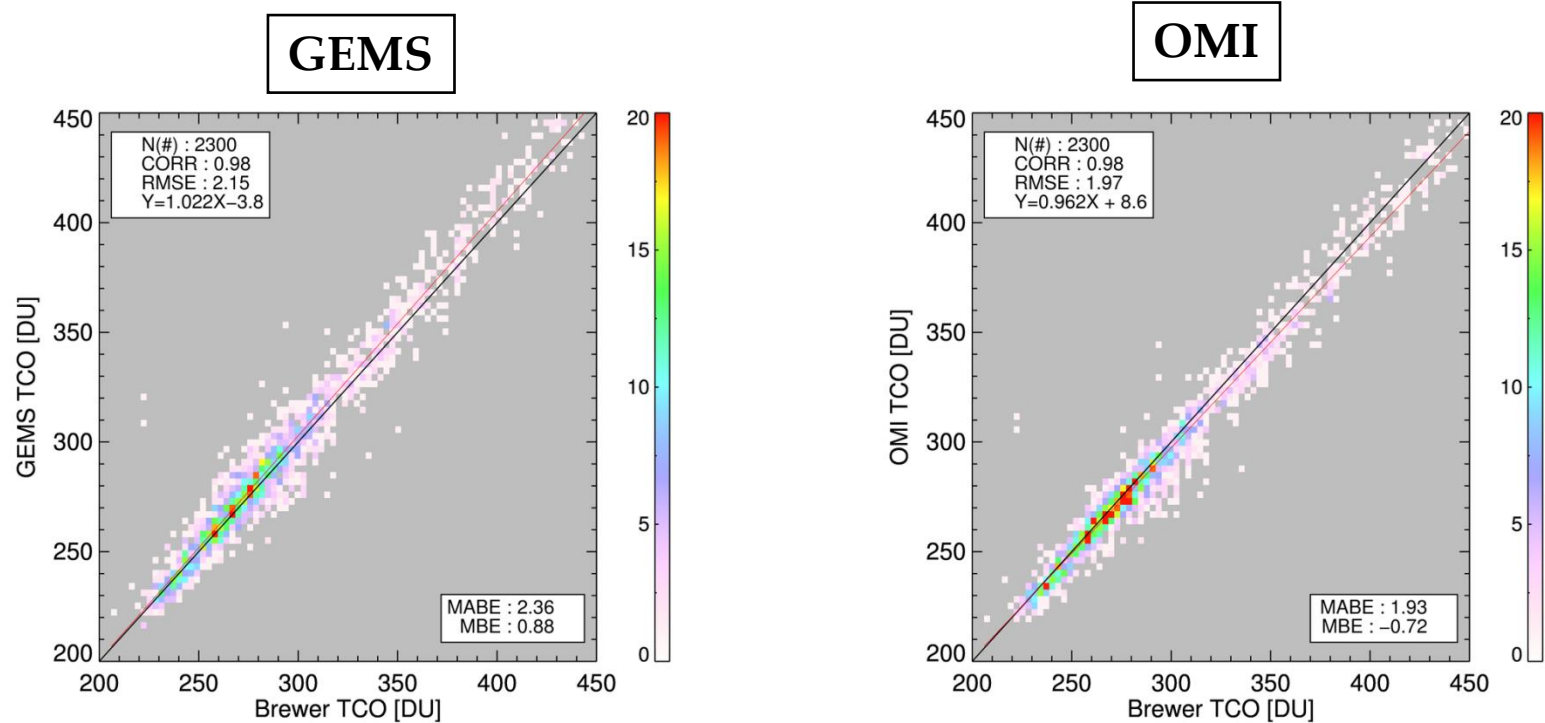 GEMS
450
400
350
300
250
200
GEMS TCO [DU]
N(#) : 2300
CORR : 0.98
RMSE : 2.15
Y=1.022X−3.8
MABE : 2.36
MBE : 0.88
200 250 300 350 400 450
Brewer TCO [DU]
20
15
10
5
0
OMI
450
400
350
300
250
200
OMI TCO [DU]
N(#) : 2300
CORR : 0.98
RMSE : 1.97
Y=0.962X + 8.6
MABE : 1.93
MBE : −0.72
200 250 300 350 400 450
Brewer TCO [DU]
20
15
10
5
0